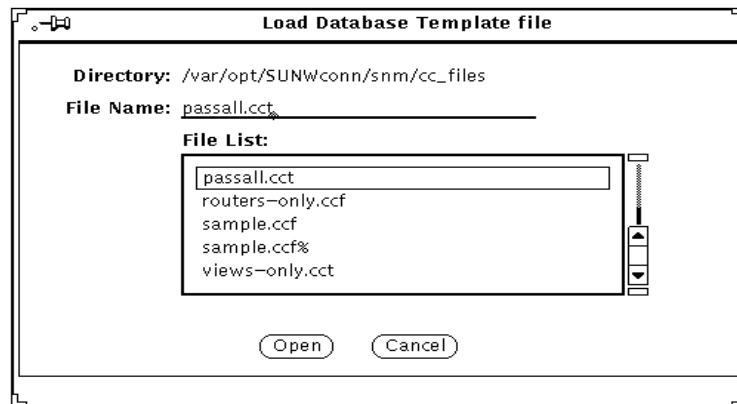 Load Database Template file
Directory: /var/opt/SUNWconn/snm/cc_files
File Name: passall.cct
File List:
passall.cct
routers-only.ccf
sample.ccf
sample.ccf%
views-only.cct
Open Cancel